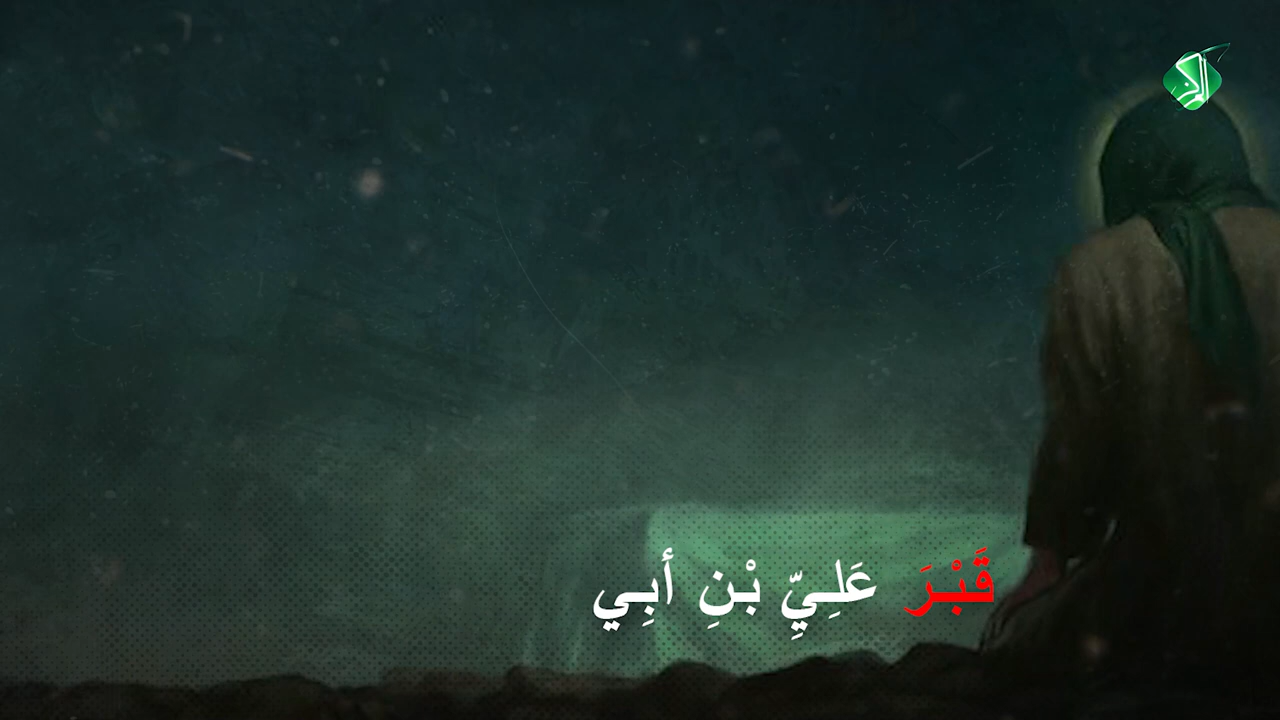 قَبْرَ عَلِيِّ بْنِ أبِي